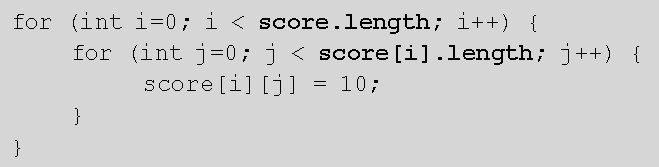 for (int i=0; i < score.length; i++) {
    for (int j=0; j < score[i].length; j++) {
        score[i][j] = 10;
    }
}